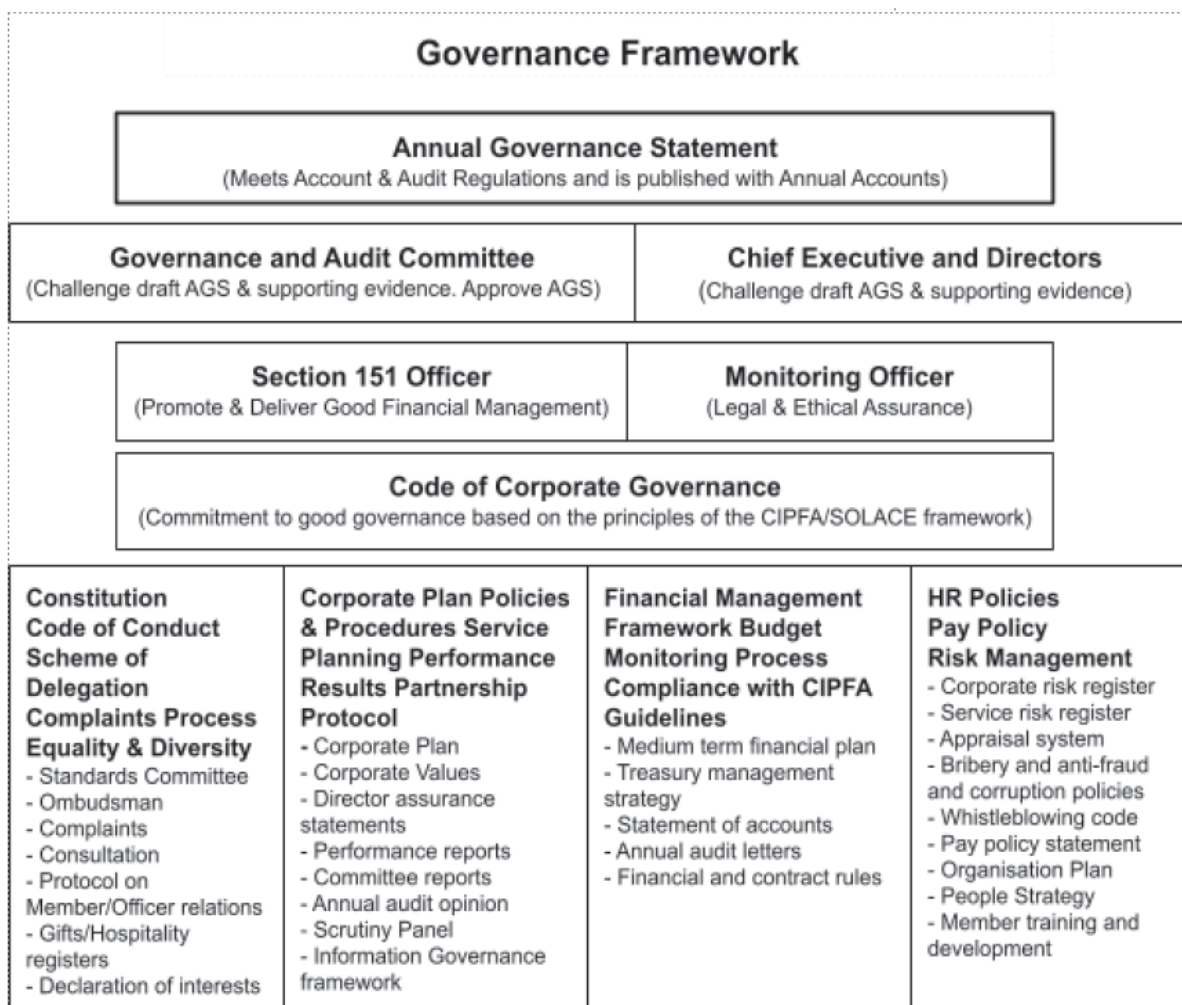 Governance Framework
Annual Governance Statement
(Meets Account & Audit Regulations and is published with Annual Accounts)
Governance and Audit Committee
(Challenge draft AGS & supporting evidence. Approve AGS)
Chief Executive and Directors
(Challenge draft AGS & supporting evidence)
Section 151 Officer
(Promote & Deliver Good Financial Management)
Monitoring Officer
(Legal & Ethical Assurance)
Code of Corporate Governance
(Commitment to good governance based on the principles of the CIPFA/SOLACE framework)
Constitution
Code of Conduct
Scheme of
Delegation
Complaints Process
Equality & Diversity
- Standards Committee
- Ombudsman
- Complaints
- Consultation
- Protocol on
Member/Officer relations
- Gifts/Hospitality
registers
- Declaration of interests
Corporate Plan Policies
& Procedures Service
Planning Performance
Results Partnership
Protocol
- Corporate Plan
- Corporate Values
- Director assurance
statements
- Performance reports
- Committee reports
- Annual audit opinion
- Scrutiny Panel
- Information Governance
framework
Financial Management
Framework Budget
Monitoring Process
Compliance with CIPFA
Guidelines
- Medium term financial plan
- Treasury management
strategy
- Statement of accounts
- Annual audit letters
- Financial and contract rules
HR Policies
Pay Policy
Risk Management
- Corporate risk register
- Service risk register
- Appraisal system
- Bribery and anti-fraud
and corruption policies
- Whistleblowing code
- Pay policy statement
- Organisation Plan
- People Strategy
- Member training and
development